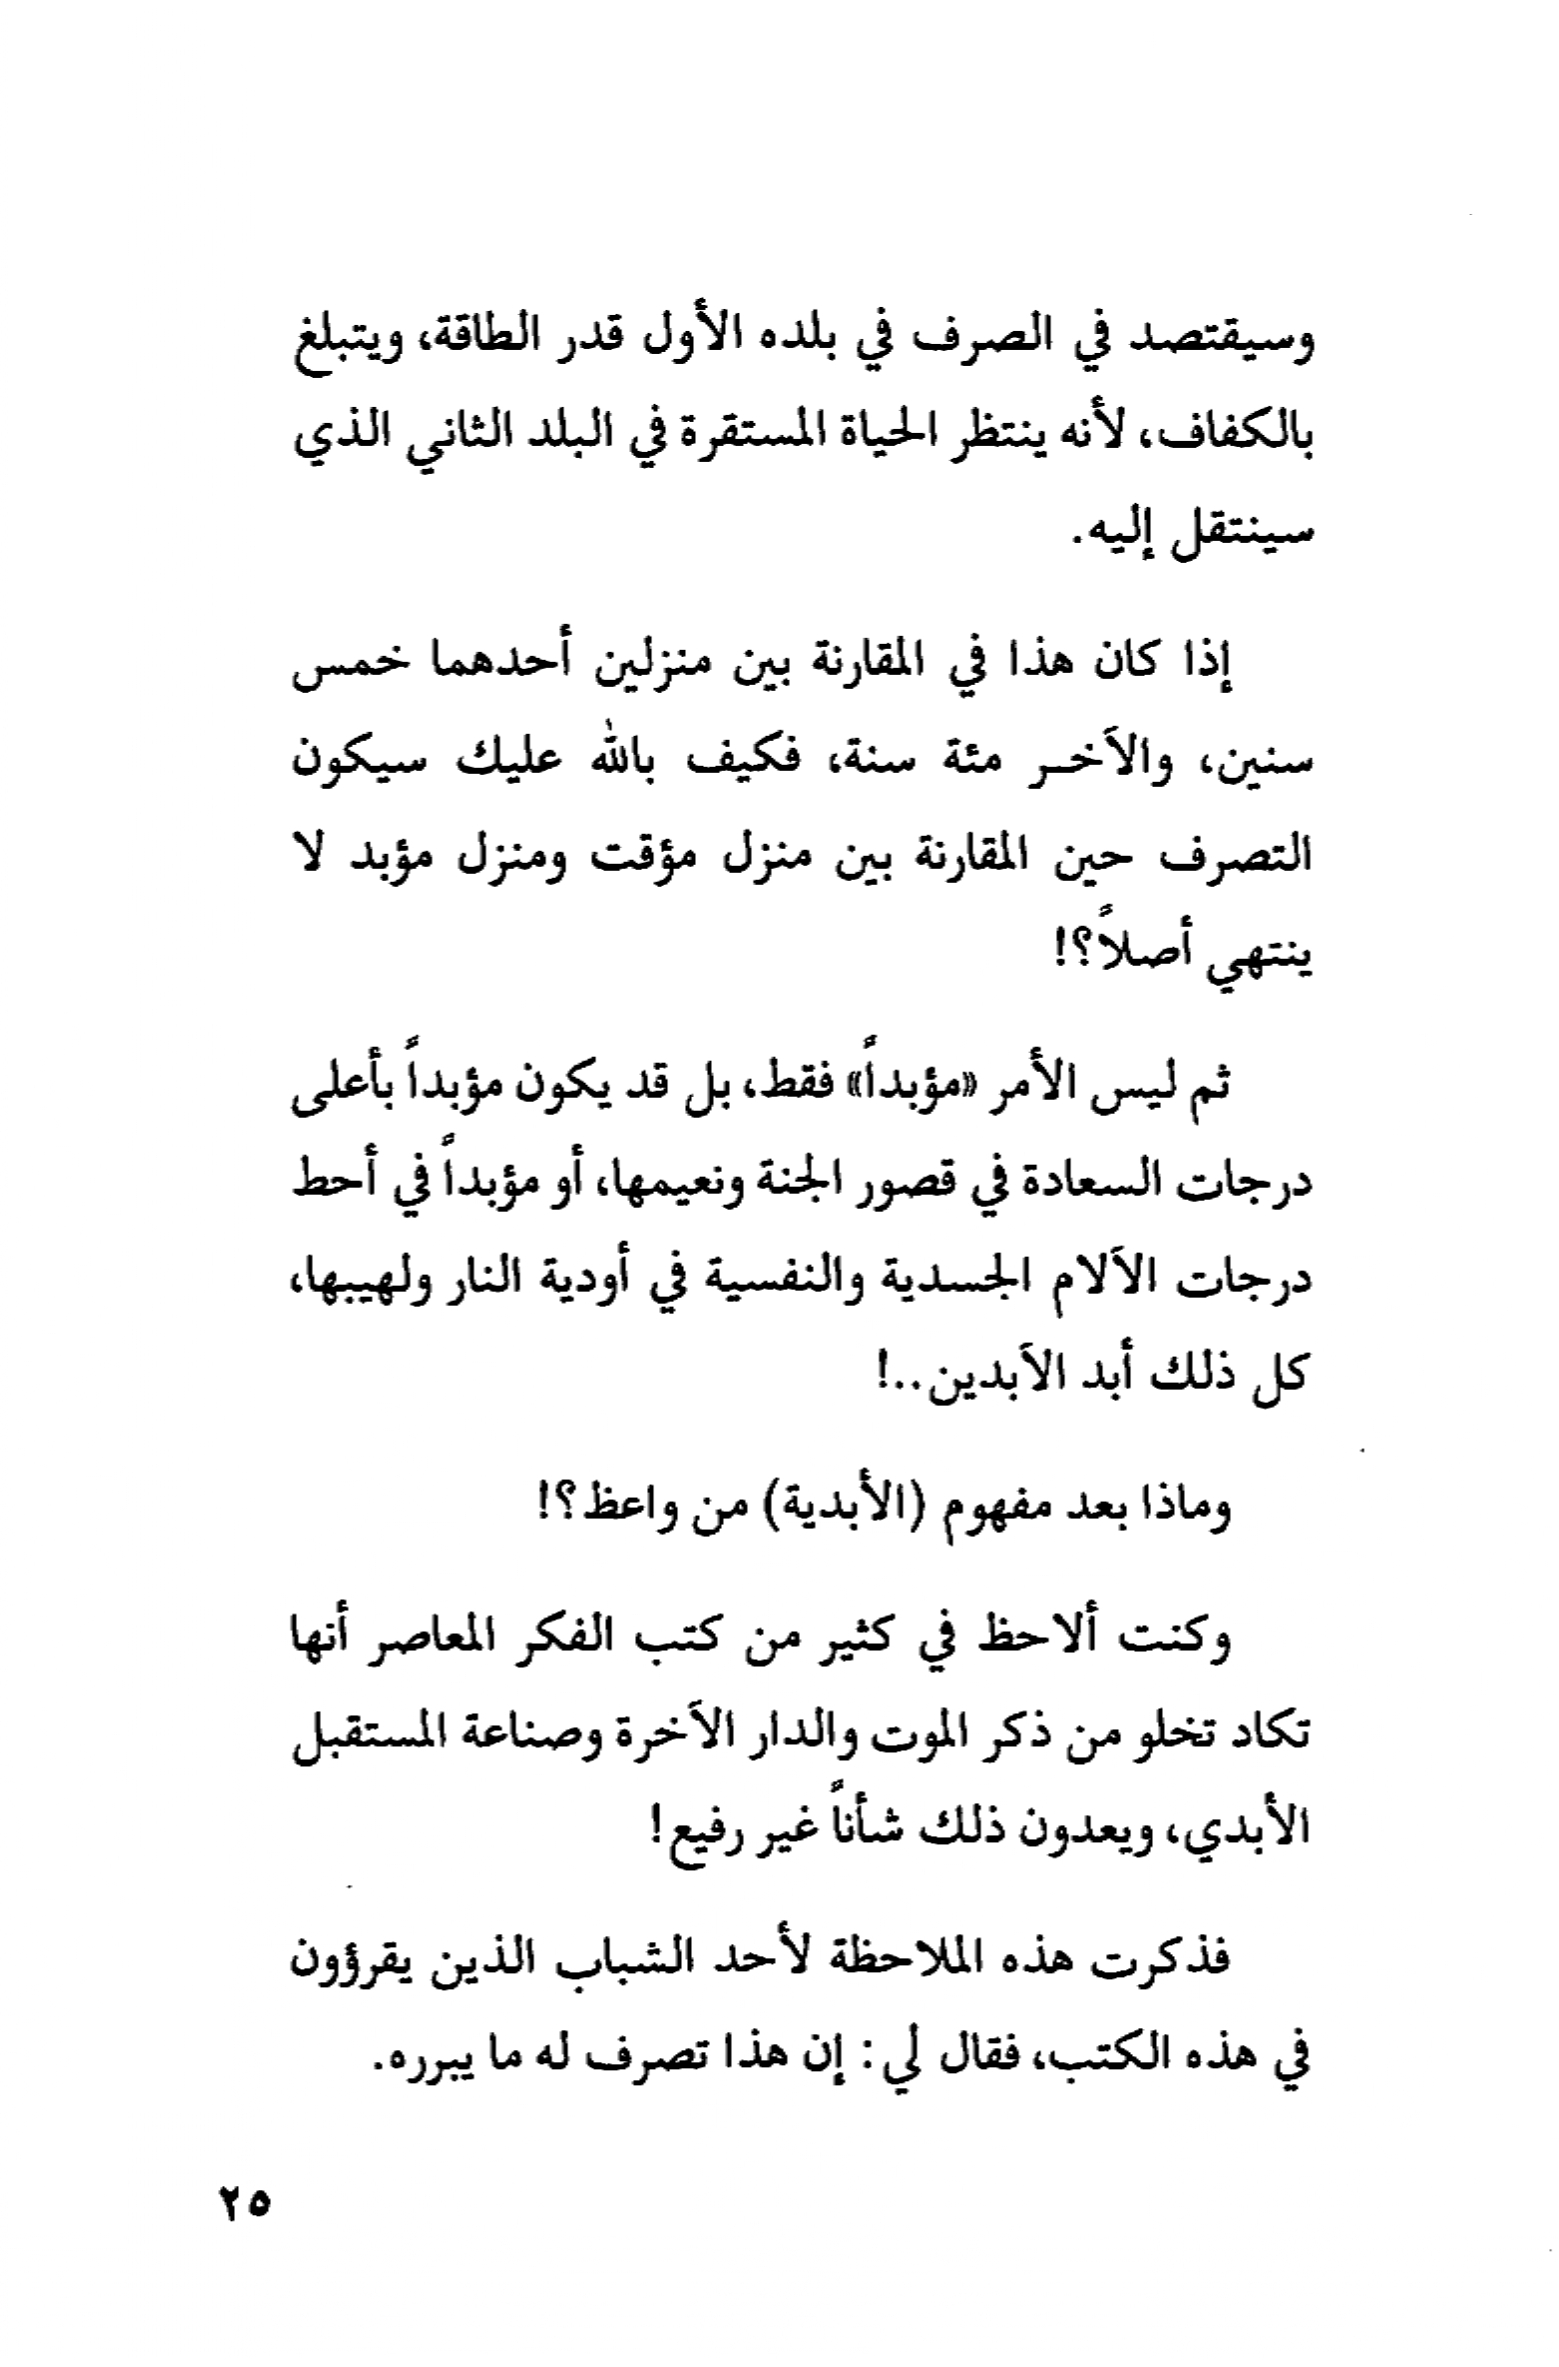 وسيقتصد في الصرف في بلده الأول قدر الطاقة، ويتبلغ
بالكفاف، لأنه ينتظر الحياة المستقرة في البلد الثاني الذي
سينتقل إليه.
إذا كان هذا في المقارنة بين منزلين أحدهما خمس
سنين، والآخر مئة سنة، فكيف بالله عليك سيكون
التصرف حين المقارنة بين منزل مؤقت ومنزل مؤبد لا
ينتهي أصلاً؟!
ثم ليس الأمر «مؤبداً» فقط، بل قد يكون مؤبداً بأعلى
درجات السعادة في قصور الجنة ونعيمها، أو مؤبداً في أحط
درجات الآلام الجسدية والنفسية في أودية النار ولهيبها،
كل ذلك أبد الآبدين..!
وماذا بعد مفهوم (الأبدية) من واعظ؟!
وكنت ألاحظ في كثير من كتب الفكر المعاصر أنها
تكاد تخلو من ذكر الموت والدار الآخرة وصناعة المستقبل
الأبدي، ويعدون ذلك شأناً غير رفيع!
فذكرت هذه الملاحظة لأحد الشباب الذين يقرؤون
في هذه الكتب، فقال لي: إن هذا تصرف له ما يبرره.
٢٥